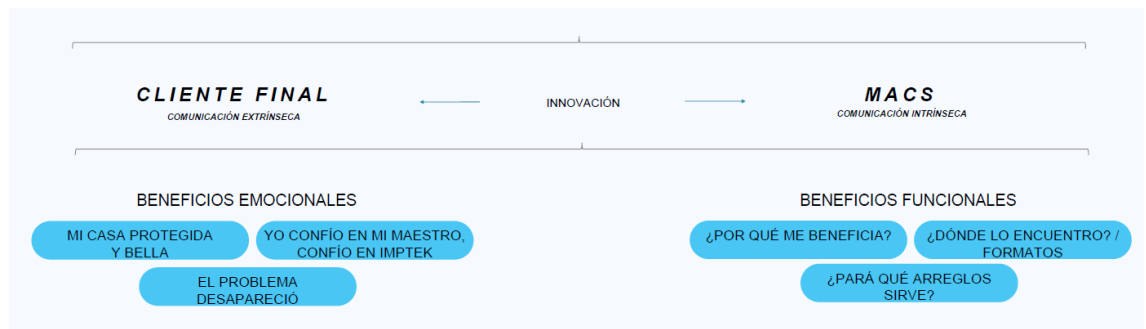 CLIENTE FINAL
COMUNICACIÓN EXTRÍNSECA
INNOVACIÓN
MACS
COMUNICACIÓN INTRÍNSECA
BENEFICIOS EMOCIONALES
MI CASA PROTEGIDA
Y BELLA
YO CONFÍO EN MI MAESTRO,
CONFÍO EN IMPTEK
EL PROBLEMA
DESAPARECIÓ
BENEFICIOS FUNCIONALES
¿POR QUÉ ME BENEFICIA?
¿DÓNDE LO ENCUENTRO? /
FORMATOS
¿PARÁ QUÉ ARREGLOS
SIRVE?